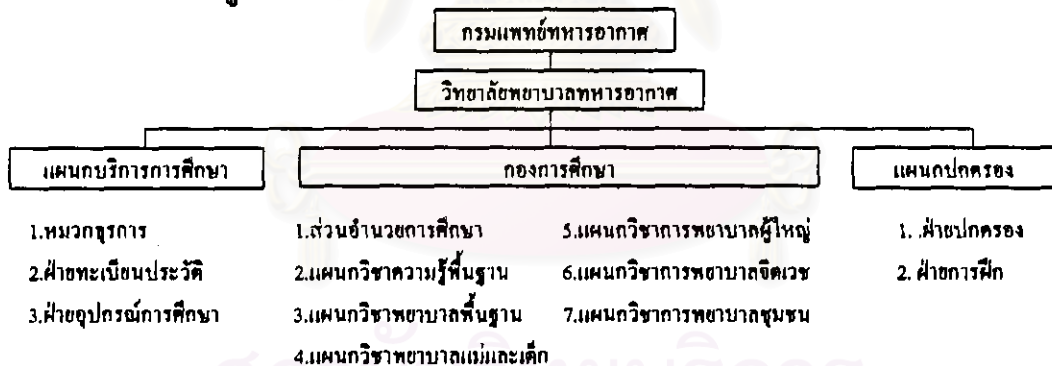 กรมแพทย์ทหารอากาศ
วิทยาลัยพยาบาลทหารอากาศ
แผนกบริการการศึกษา
กองการศึกษา
แผนกปกครอง
1.หมวกธุรการ
2.ฝ่ายทะเบียนประวัติ
3.ฝ่ายอุปกรณ์การศึกษา
1.ส่วนอำนวยการศึกษา
2.แผนกวิชาความรู้พื้นฐาน
3.แผนกวิชาพยาบาลพื้นฐาน
4.แผนกวิชาพยาบาลแม่และเด็ก
5.แผนกวิชาการพยาบาลผู้ใหญ่
6.แผนกวิชาการพยาบาลจิตเวช
7.แผนกวิชาการพยาบาลชุมชน
1. .ฝ่ายปกครอง
2. ฝ่ายการฝึก